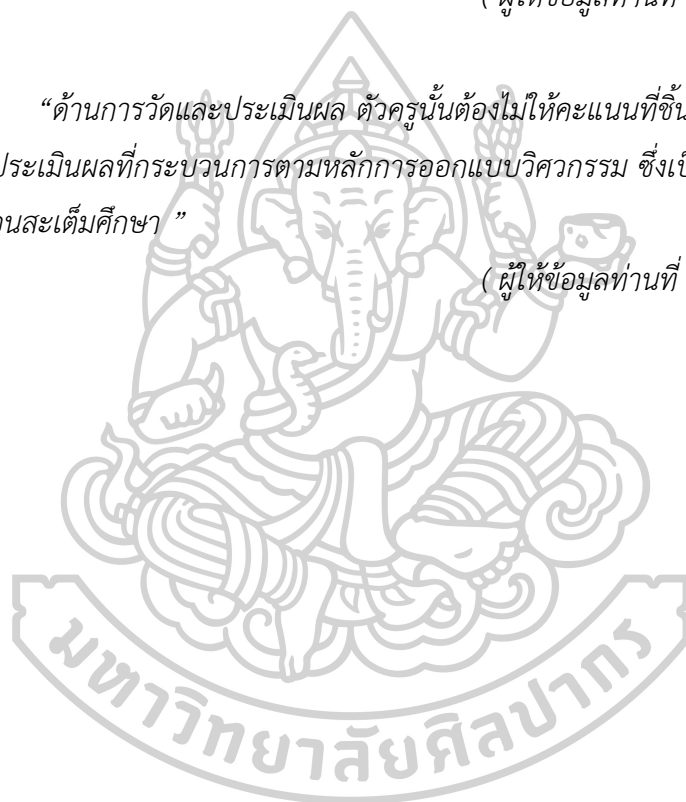 ( ผู้ให้ข้อมูลท่านที่
“ด้านการวัดและประเมินผล ตัวครูนั้นต้องไม่ให้คะแนนที่ชิ้น
ประเมินผลที่กระบวนการตามหลักการออกแบบวิศวกรรม ซึ่งเป็
านสะเต็มศึกษา ”
( ผู้ให้ข้อมูลท่านที่
มหาวิทยาลัยศิลปากร